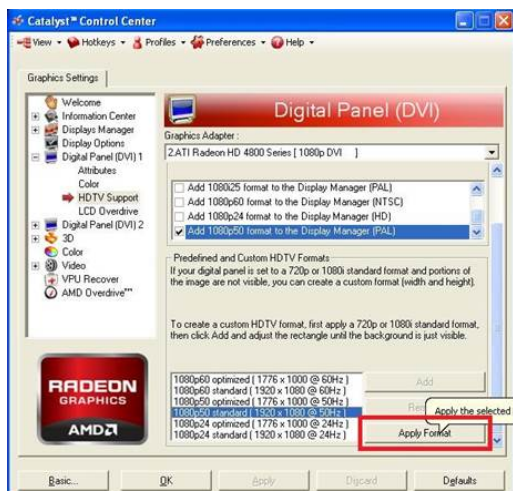 Catalyst™ Control Center
View Hotkeys Profiles Preferences Help
Graphics Settings
Welcome
Information Center
Displays Manager
Display Options
Digital Panel (DVI) 1
Attributes
Color
HDTV Support
LCD Overdrive
Digital Panel (DVI) 2
3D
Color
Video
VPU Recover
AMD Overdrive™
RADEON
GRAPHICS
AMD
Digital Panel (DVI)
Graphics Adapter :
2.ATI Radeon HD 4800 Series [ 1080p DVI ]
Add 1080i25 format to the Display Manager (PAL)
Add 1080p60 format to the Display Manager (NTSC)
Add 1080p24 format to the Display Manager (HD)
Add 1080p50 format to the Display Manager (PAL)
Predefined and Custom HDTV Formats
If your digital panel is set to a 720p or 1080i standard format and portions of
the image are not visible, you can create a custom format (width and height).
To create a custom HDTV format, first apply a 720p or 1080i standard format,
then click Add and adjust the rectangle until the background is just visible.
1080p60 optimized ( 1776 x 1000 @ 60Hz )
1080p60 standard ( 1920 x 1080 @ 60Hz )
1080p50 optimized ( 1776 x 1000 @ 50Hz )
1080p50 standard ( 1920 x 1080 @ 50Hz )
1080p24 optimized ( 1776 x 1000 @ 24Hz )
1080p24 standard ( 1920 x 1080 @ 24Hz )
Add
Apply the selected
Apply Format
Basic... OK Apply Discard Defaults